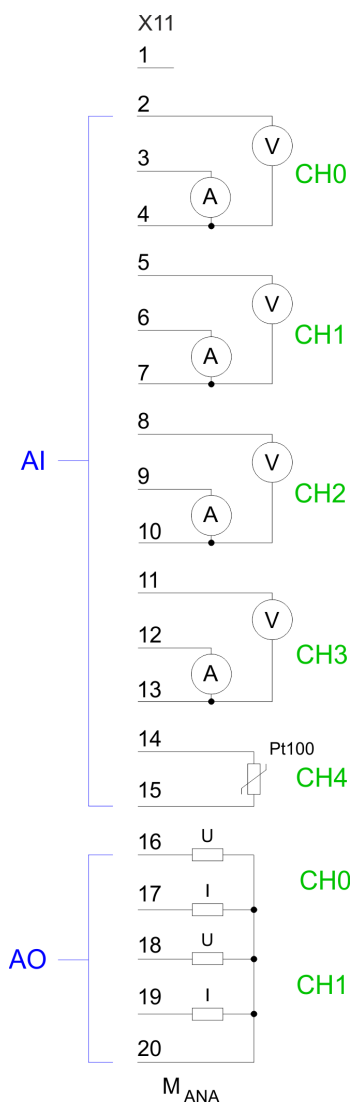 X11
1
2
V
CH0
3
A
4
5
V
CH1
6
A
7
8
V
AI
CH2
9
A
10
11
V
CH3
12
A
13
14
Pt100
CH4
15
16 U
CH0
17 I
18 U
AO
CH1
19 I
20
M ANA